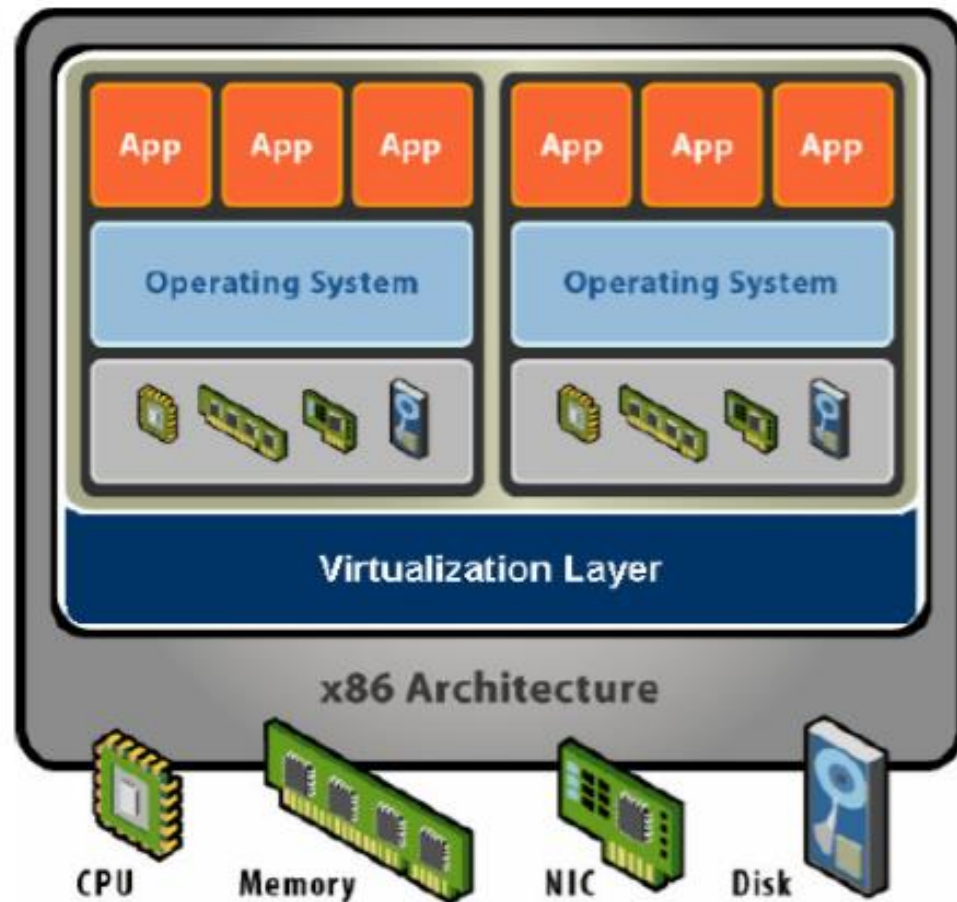 App App App App App App
Operating System Operating System
Virtualization Layer
x86 Architecture
CPU Memory NIC Disk